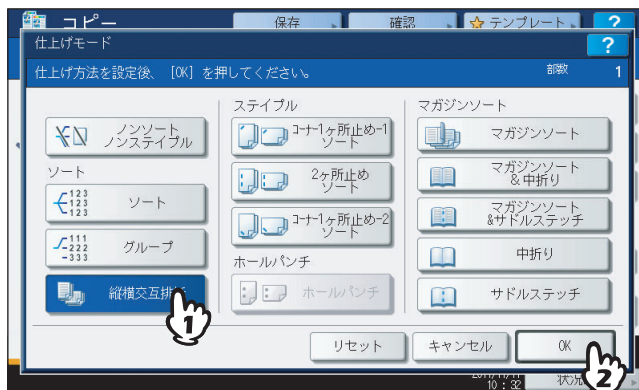 コピー
保存
確認
テンプレート
?
仕上げモード
?
仕上げ方法を設定後、[OK] を押してください。
部数 1
ノンソート
ノンステイプル
ソート
123
123
123
ソート
111
222
333
グループ
縦横交互排
1
ステイプル
コーナー1ヶ所止め-1
ソート
2ヶ所止め
ソート
コーナー1ヶ所止め-2
ソート
ホールパンチ
ホールパンチ
マガジンソート
マガジンソート
マガジンソート
&中折り
マガジンソート
&サドルステッチ
中折り
サドルステッチ
リセット
キャンセル
OK
2
10:32
状況